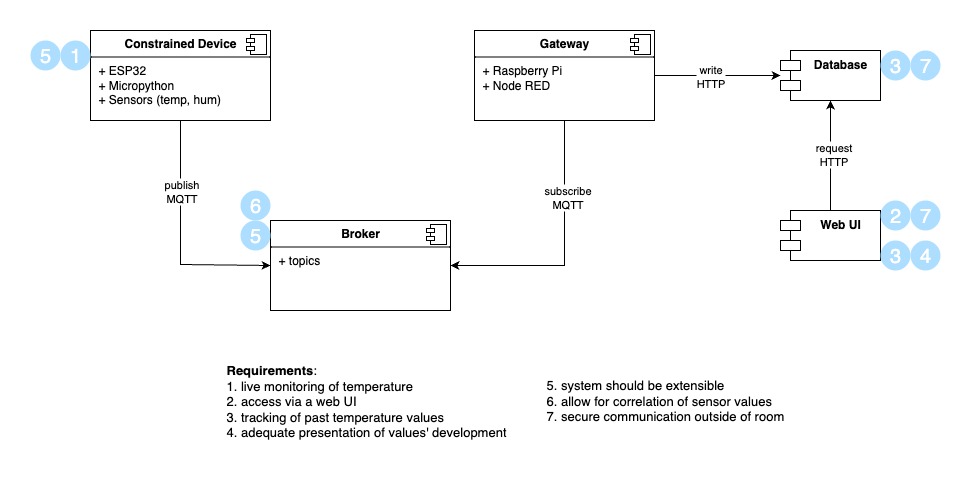 5 1
Constrained Device
+ ESP32
+ Micropython
+ Sensors (temp, hum)
Gateway
+ Raspberry Pi
+ Node RED
write
HTTP
Database
3 7
request
HTTP
publish
MQTT
subscribe
MQTT
6
5
Broker
+ topics
Web UI
2 7
3 4
Requirements:
1. live monitoring of temperature
2. access via a web UI
3. tracking of past temperature values
4. adequate presentation of values' development
5. system should be extensible
6. allow for correlation of sensor values
7. secure communication outside of room